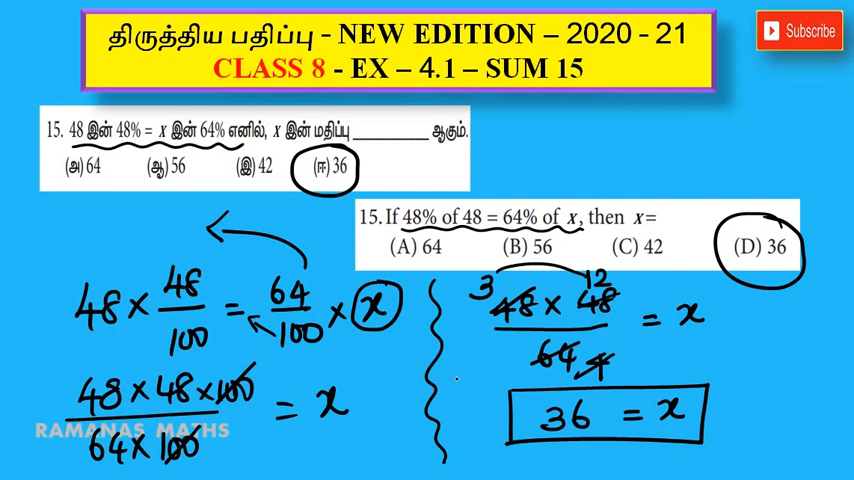 திருத்திய பதிப்பு - NEW EDITION – 2020 - 21
CLASS 8 - EX – 4.1 – SUM 15
Subscribe
15. 48 இன் 48% = x இன் 64% எனில், x இன் மதிப்பு __________ ஆகும்.
(அ) 64 (ஆ) 56 (இ) 42 (ஈ) 36
15. If 48% of 48 = 64% of x, then x=
(A) 64 (B) 56 (C) 42 (D) 36
48 × 48/100 = 64/100 × x
48 × 48 × 100 / 64 × 100 = x
3 12
48 × 48 / 64 4 = x
36 = x
RAMANAS MATHS